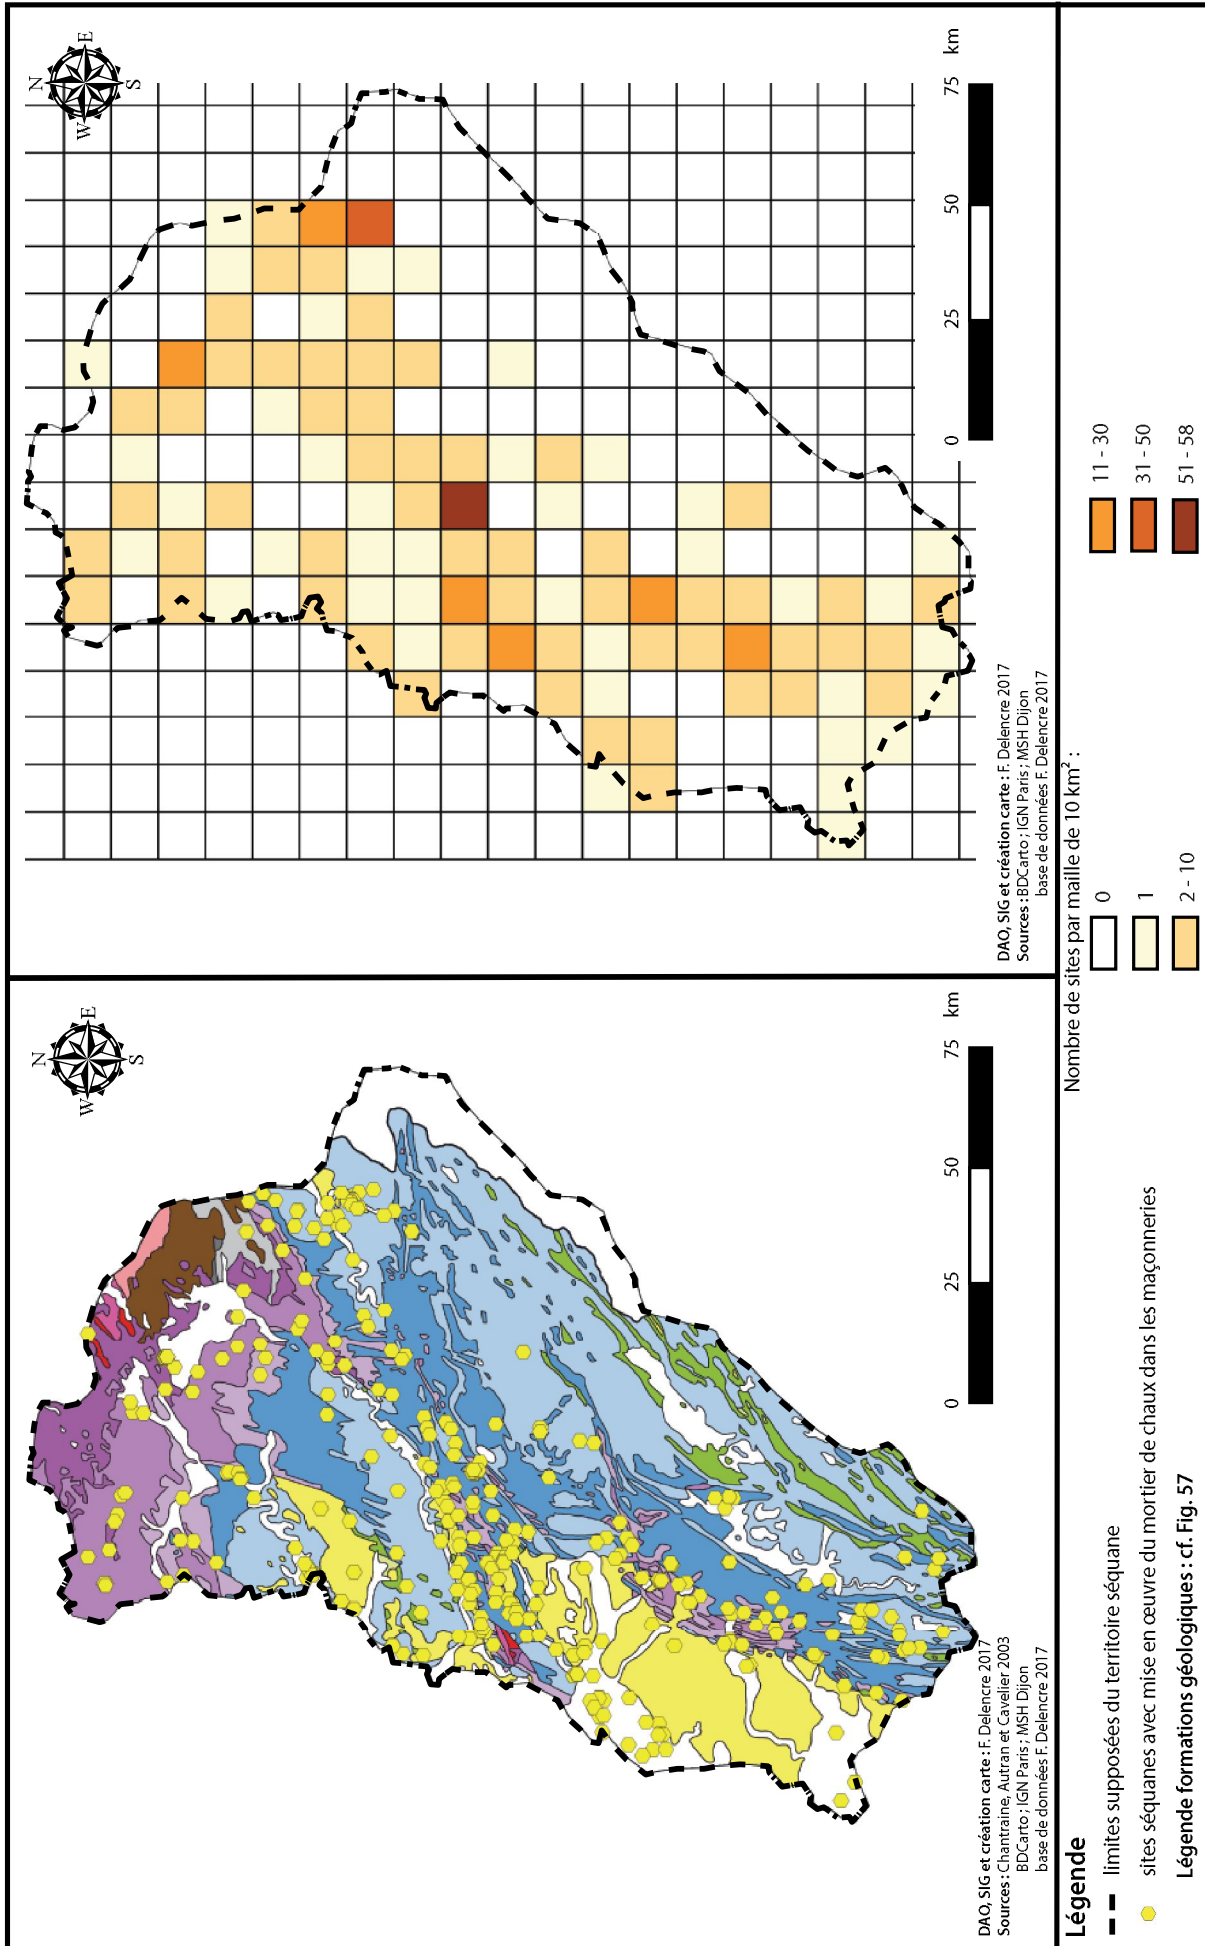 N
W
E
S
0
25
50
75
km
DAO, SIG et création carte : F. Delencre 2017
Sources : Chantraine, Autran et Cavelier 2003
BDCarto ; IGN Paris ; MSH Dijon
base de données F. Delencre 2017
N
W
E
S
0
25
50
75
km
DAO, SIG et création carte : F. Delencre 2017
Sources : BDCarto ; IGN Paris ; MSH Dijon
base de données F. Delencre 2017
Légende
limites supposées du territoire séquane
sites séquanes avec mise en œuvre du mortier de chaux dans les maçonneries
Légende formations géologiques : cf. Fig. 57
Nombre de sites par maille de 10 km² :
0
1
2 - 10
11 - 30
31 - 50
51 - 58